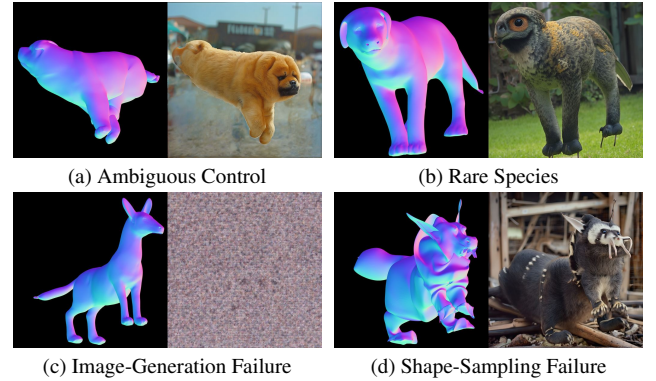 (a) Ambiguous Control
(b) Rare Species
(c) Image-Generation Failure
(d) Shape-Sampling Failure